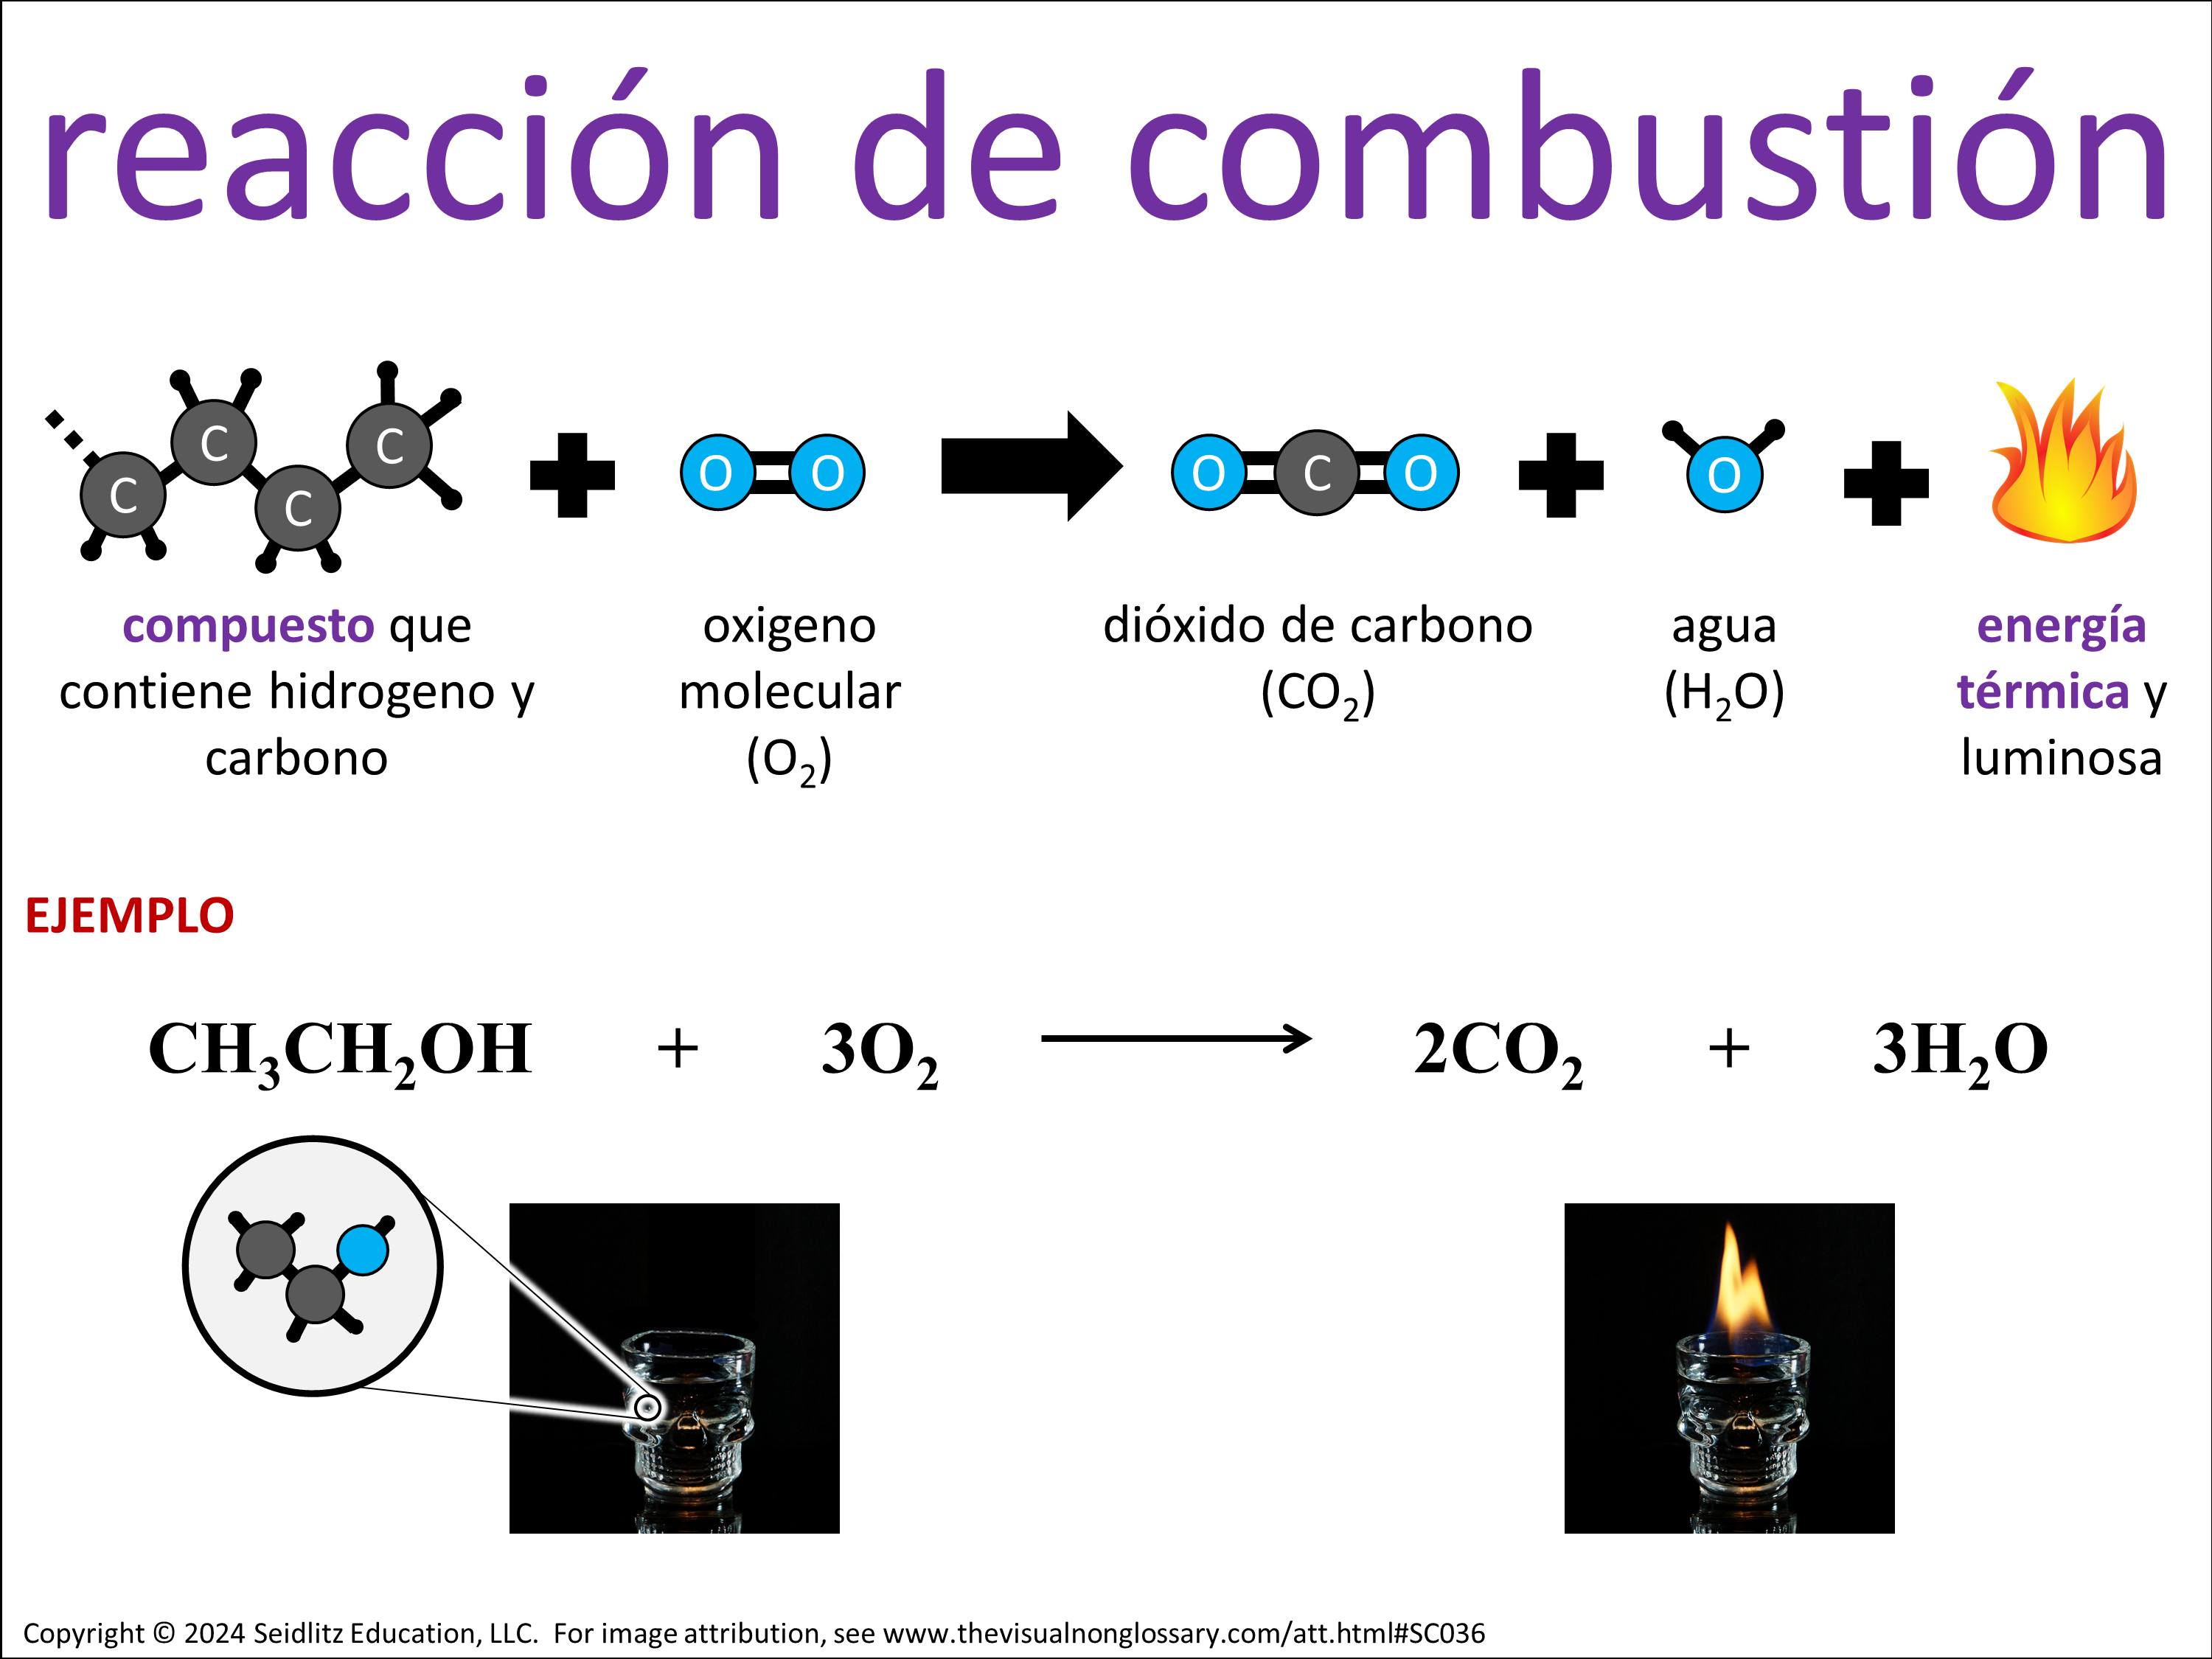 reacción de combustión
C C C C O O O C O O
compuesto que
contiene hidrogeno y
carbono
oxigeno
molecular
(O₂)
dióxido de carbono
(CO₂)
agua
(H₂O)
energía
térmica y
luminosa
EJEMPLO
CH₃CH₂OH + 3O₂ → 2CO₂ + 3H₂O
Copyright © 2024 Seidlitz Education, LLC. For image attribution, see www.thevisualnonglossary.com/att.html#SC036